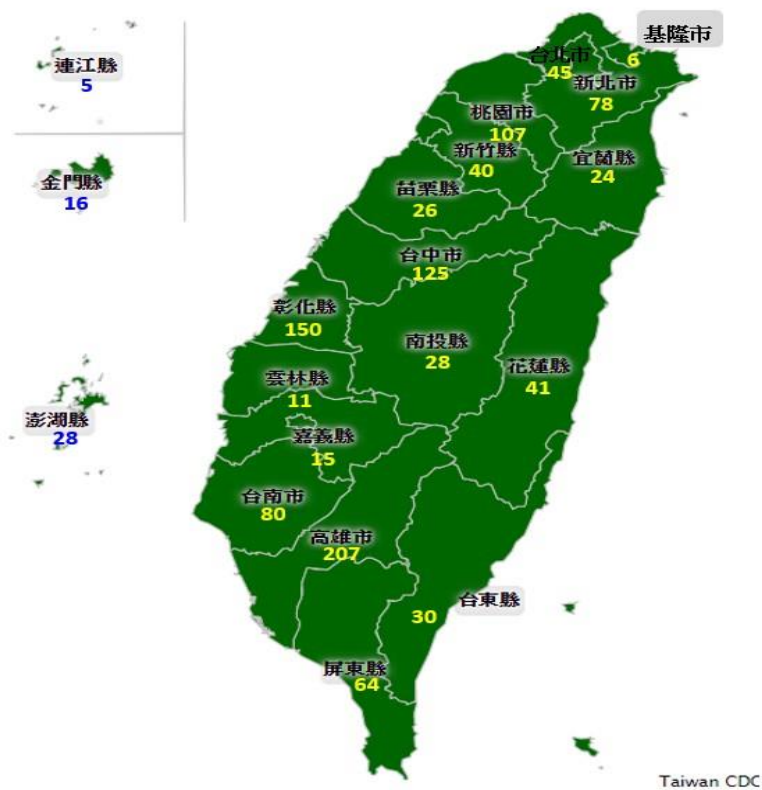 基隆市
6
台北市
45
新北市
78
連江縣
5
桃園市
107
新竹縣
40
宜蘭縣
24
金門縣
16
苗栗縣
26
台中市
125
彰化縣
150
南投縣
28
花蓮縣
41
雲林縣
11
澎湖縣
28
嘉義縣
15
台南市
80
高雄市
207
台東縣
30
屏東縣
64
Taiwan CDC